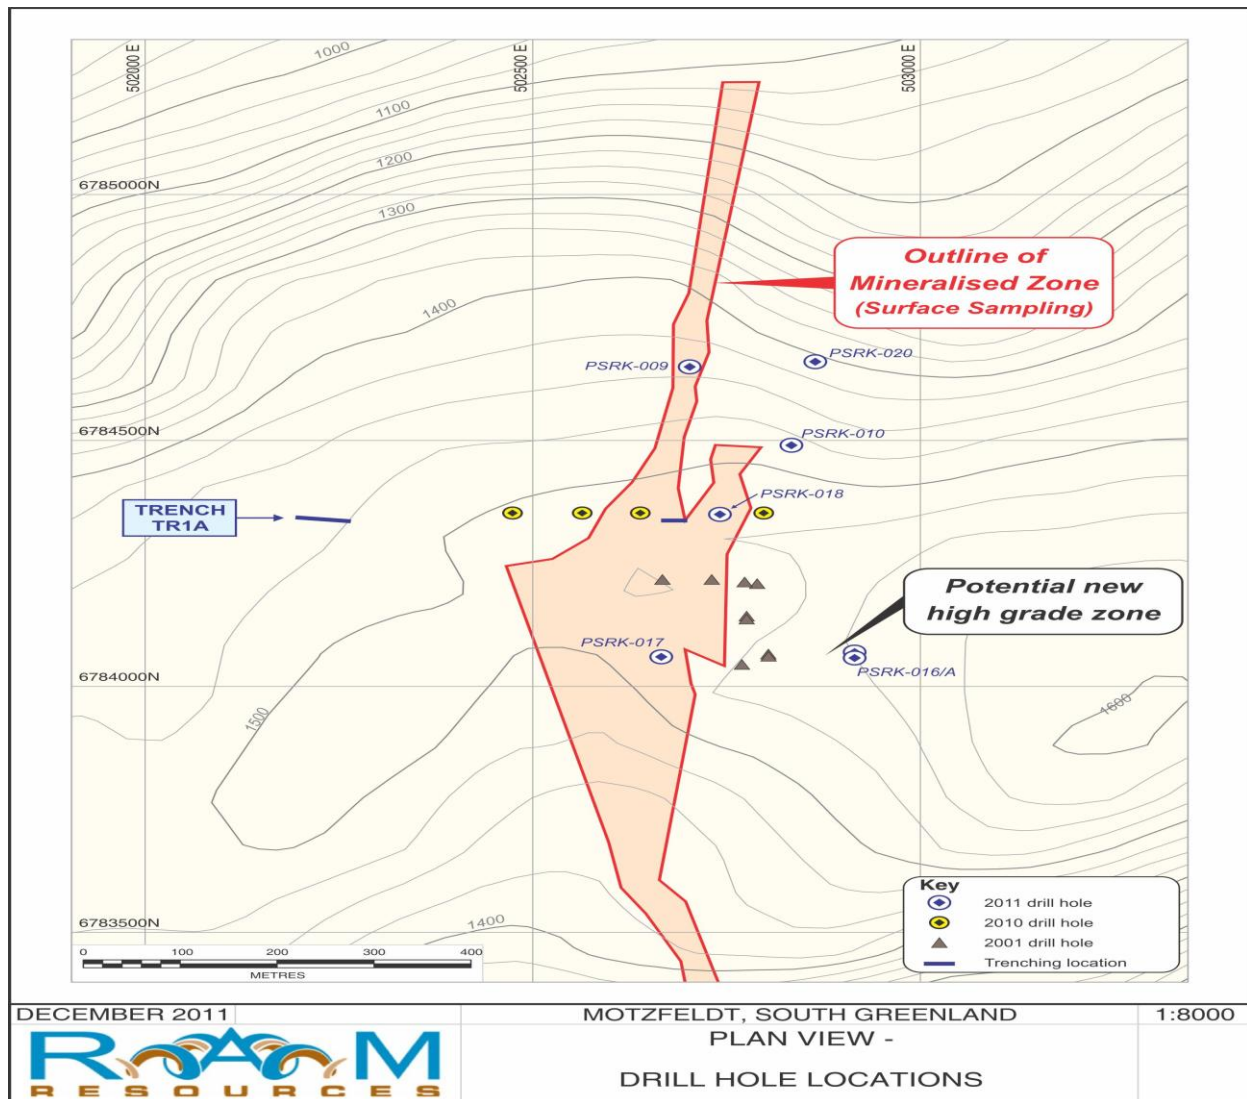 502000 E
502500 E
503000 E
1000
1100
1200
1300
1400
6785000N
Outline of
Mineralised Zone
(Surface Sampling)
PSRK-009
PSRK-020
6784500N
PSRK-010
PSRK-018
TRENCH
TR1A
Potential new
high grade zone
PSRK-017
PSRK-016/A
6784000N
1500
1600
6783500N
1400
Key
2011 drill hole
2010 drill hole
2001 drill hole
Trenching location
0 100 200 300 400
METRES
DECEMBER 2011
MOTZFELDT, SOUTH GREENLAND
1:8000
PLAN VIEW -
DRILL HOLE LOCATIONS
RAM
RESOURCES